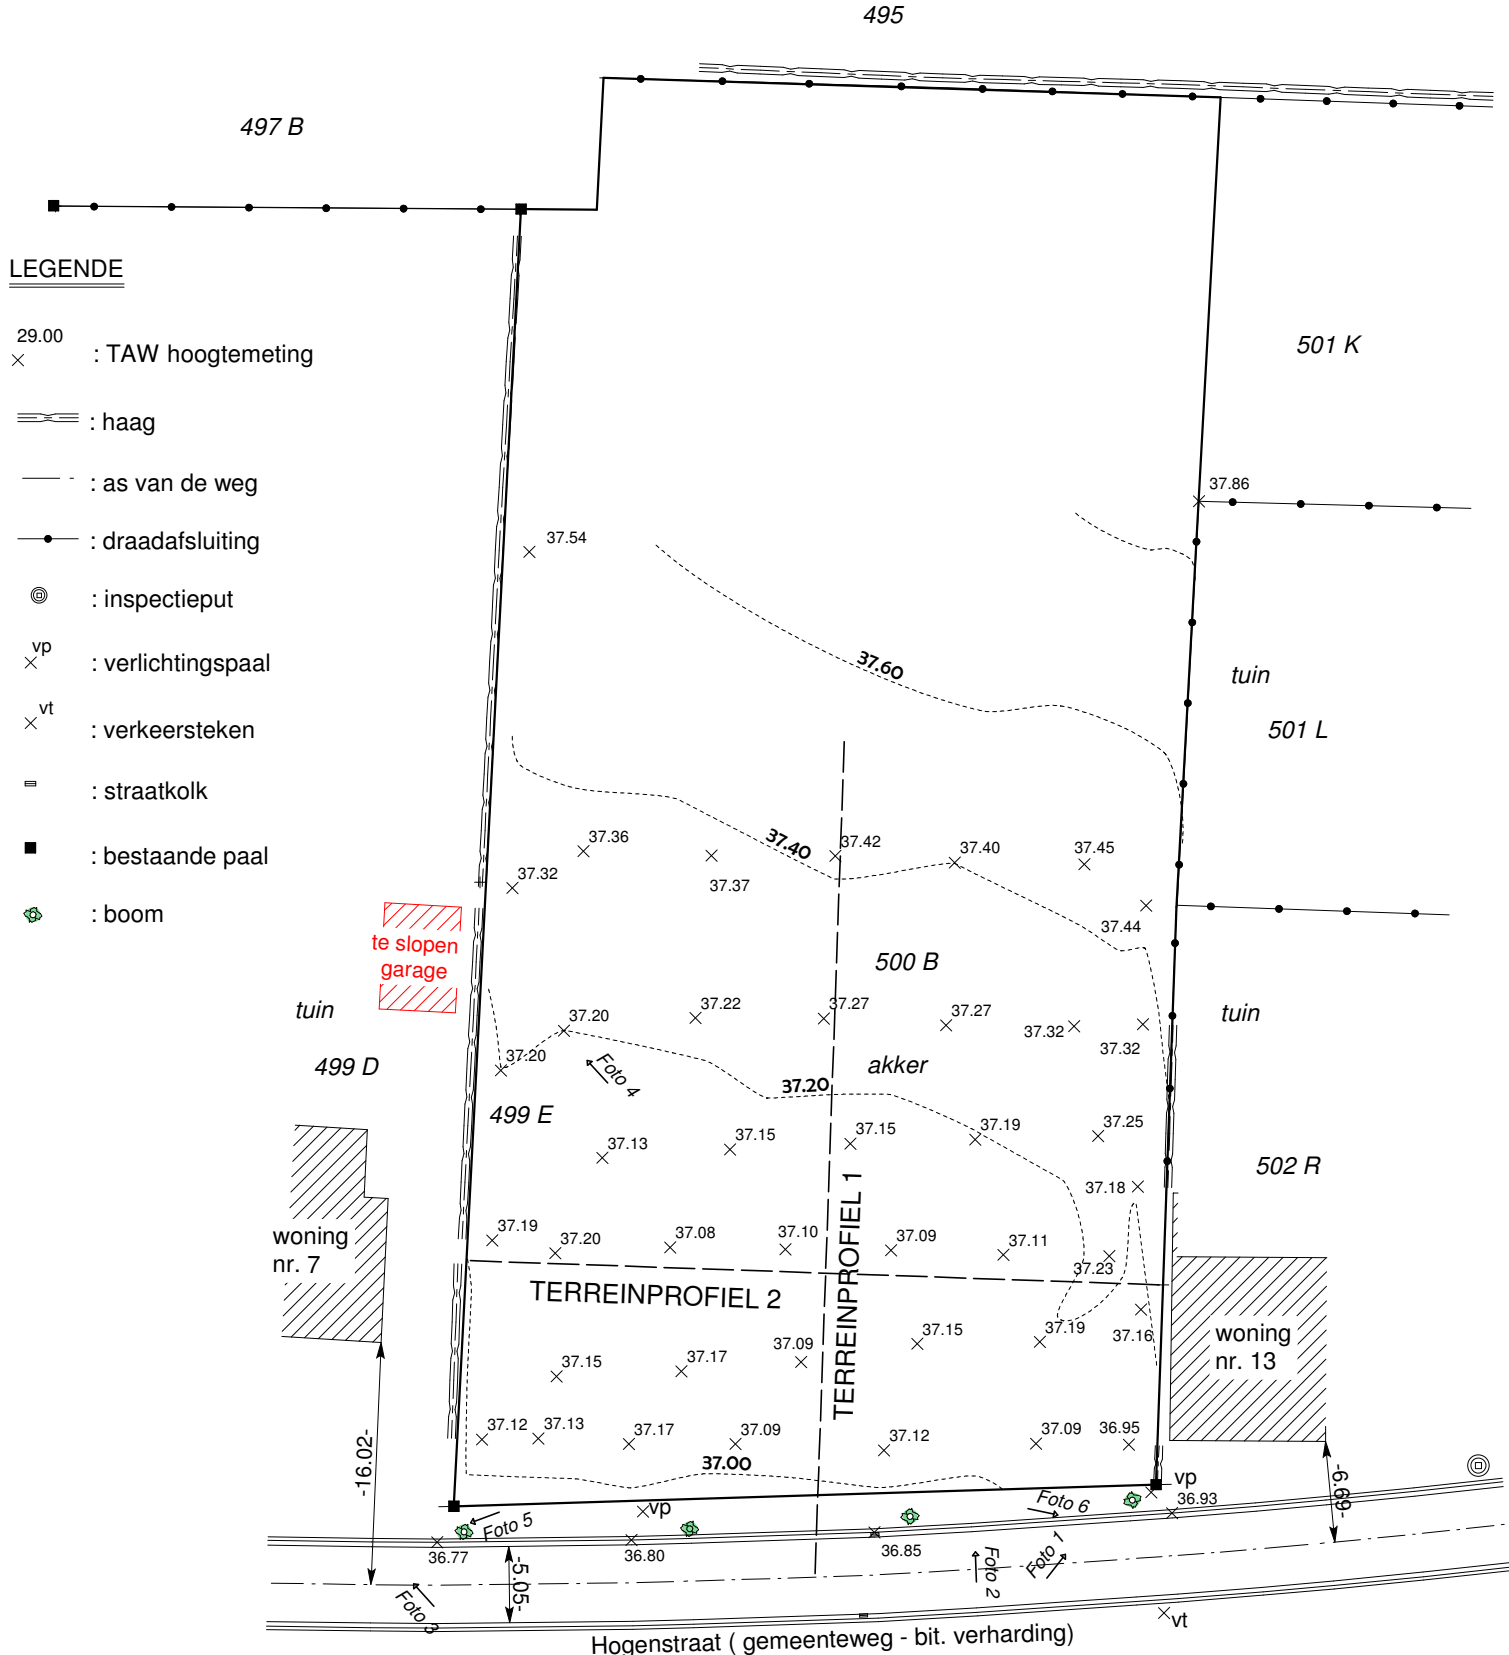 495
497 B
LEGENDE
29.00
: TAW hoogtemeting
: haag
: as van de weg
: draadafsluiting
: inspectieput
vp
: verlichtingspaal
vt
: verkeersteken
: straatkolk
: bestaande paal
: boom
501 K
37.86
37.54
37.60
tuin
501 L
37.40
37.36
37.42
37.40
37.45
37.32
37.37
37.44
te slopen
garage
500 B
tuin
37.20
37.22
37.27
37.27
37.32
37.32
tuin
499 D
37.20
Foto 4
akker
37.20
499 E
37.13
37.15
37.15
37.19
37.25
502 R
37.18
37.19
37.20
37.08
37.10
37.09
37.11
37.23
woning
nr. 7
TERREINPROFIEL 2
TERREINPROFIEL 1
37.15
37.17
37.09
37.15
37.19
37.16
woning
nr. 13
37.12
37.13
37.17
37.09
37.12
37.09
36.95
-16.02-
37.00
-6.69-
vp
vp
Foto 5
Foto 6
36.93
36.77
36.80
36.85
-5.05-
Foto 3
Foto 2
Foto 1
vt
Hogenstraat ( gemeenteweg - bit. verharding)